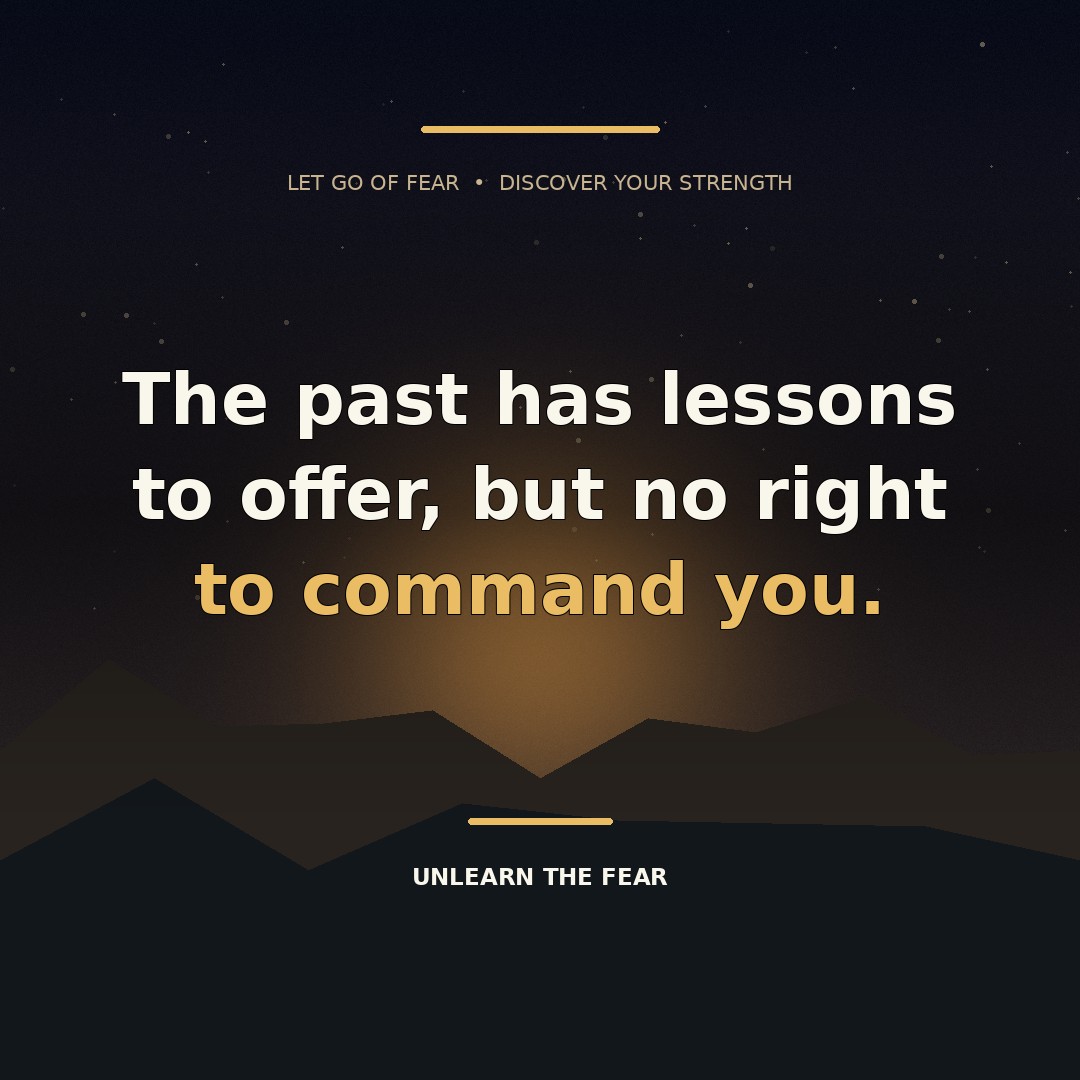 LET GO OF FEAR • DISCOVER YOUR STRENGTH
The past has lessons
to offer, but no right
to command you.
UNLEARN THE FEAR